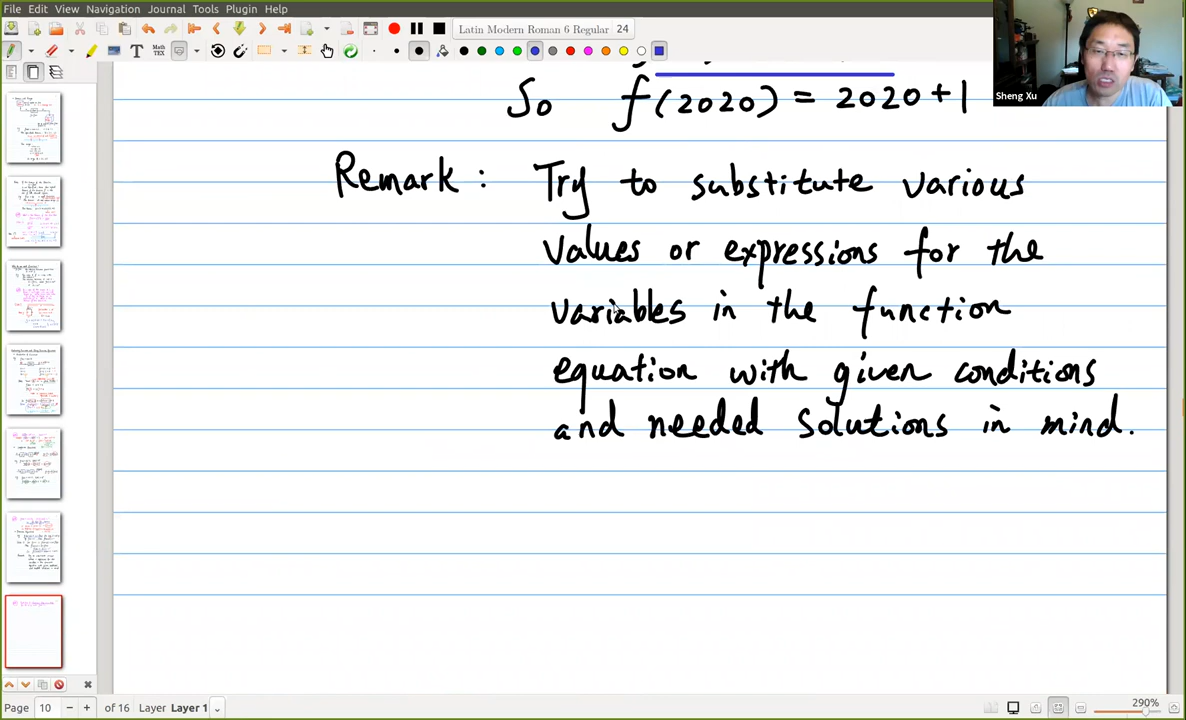 File Edit View Navigation Journal Tools Plugin Help
Latin Modern Roman 6 Regular 24
Sheng Xu
So f(2020) = 2020+1
Remark: Try to substitute various
values or expressions for the
variables in the function
equation with given conditions
and needed solutions in mind.
Page 10 of 16 Layer Layer 1 290%